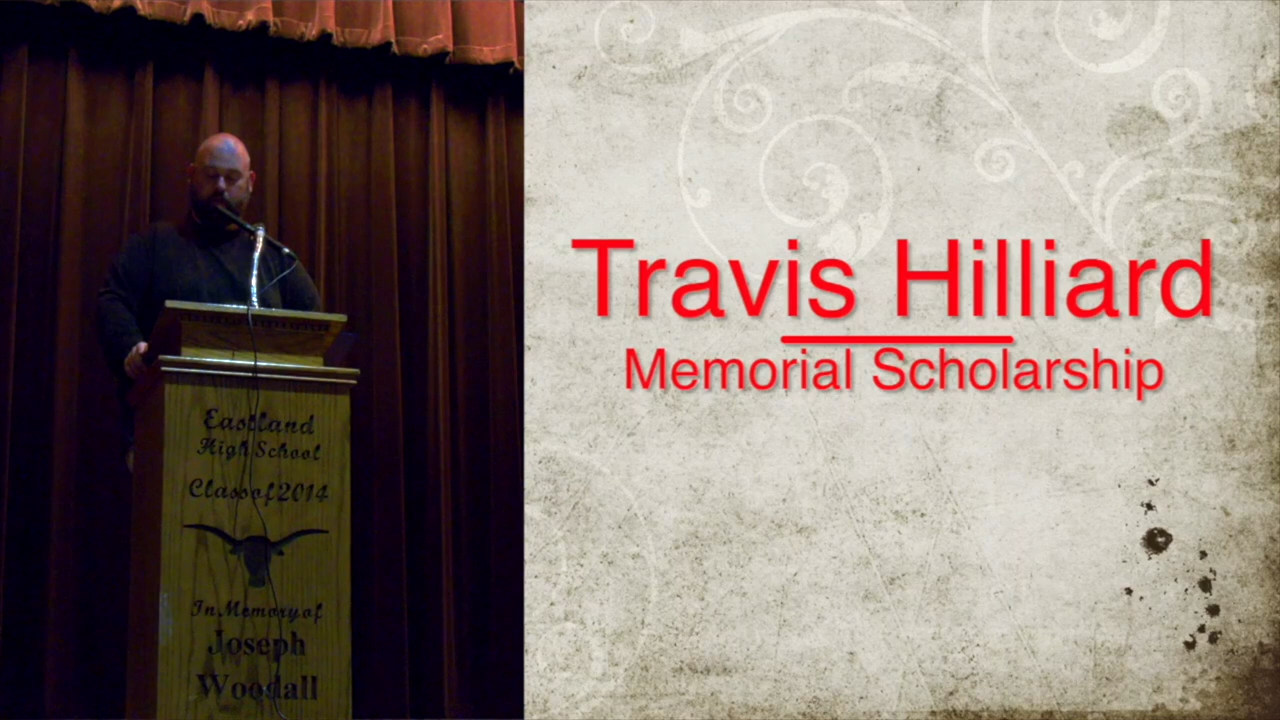 Eastland
High School
Class of 2014
In Memory of
Joseph
Woodall
Travis Hilliard
Memorial Scholarship